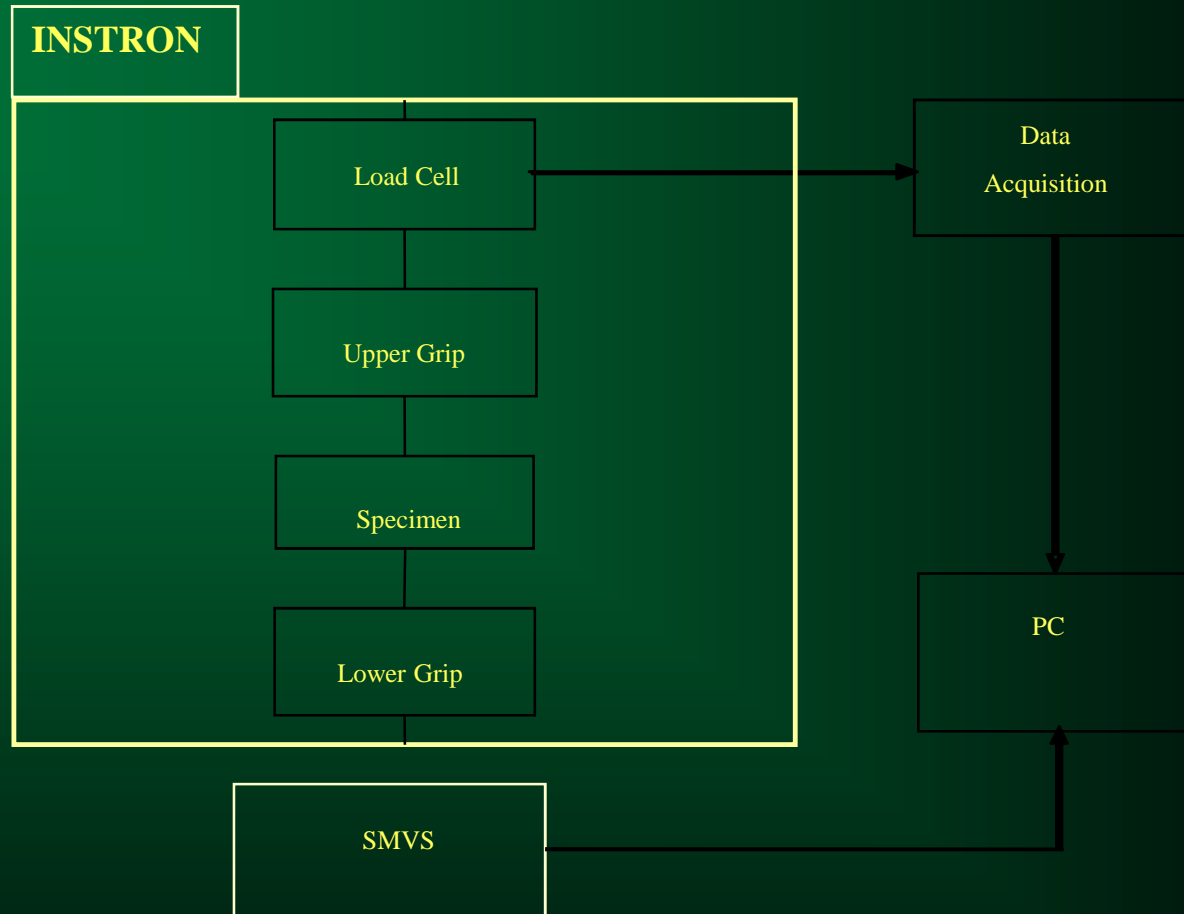 INSTRON
Load Cell
Data
Acquisition
Upper Grip
Specimen
Lower Grip
PC
SMVS